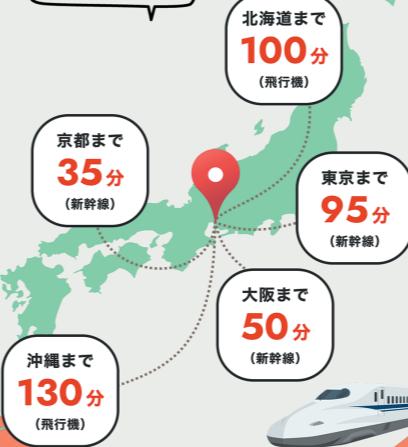 北海道まで
100分
(飛行機)
京都まで
35分
(新幹線)
東京まで
95分
(新幹線)
大阪まで
50分
(新幹線)
沖縄まで
130分
(飛行機)